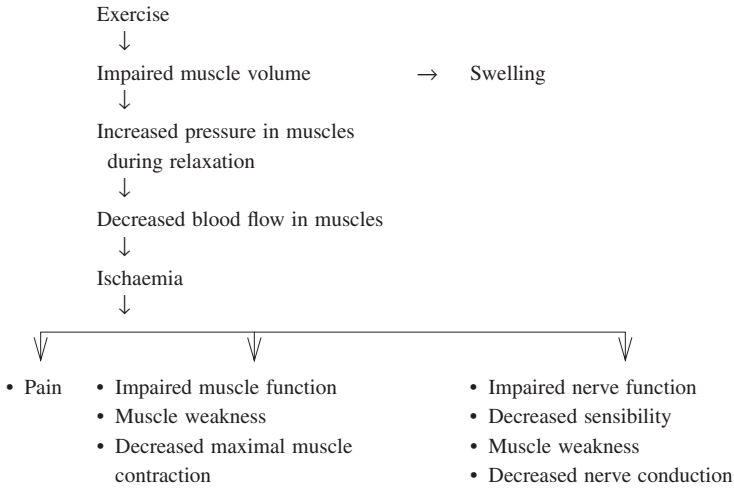 Exercise
↓
Impaired muscle volume → Swelling
↓
Increased pressure in muscles
during relaxation
↓
Decreased blood flow in muscles
↓
Ischaemia
↓
• Pain
• Impaired muscle function
• Muscle weakness
• Decreased maximal muscle
contraction
• Impaired nerve function
• Decreased sensibility
• Muscle weakness
• Decreased nerve conduction